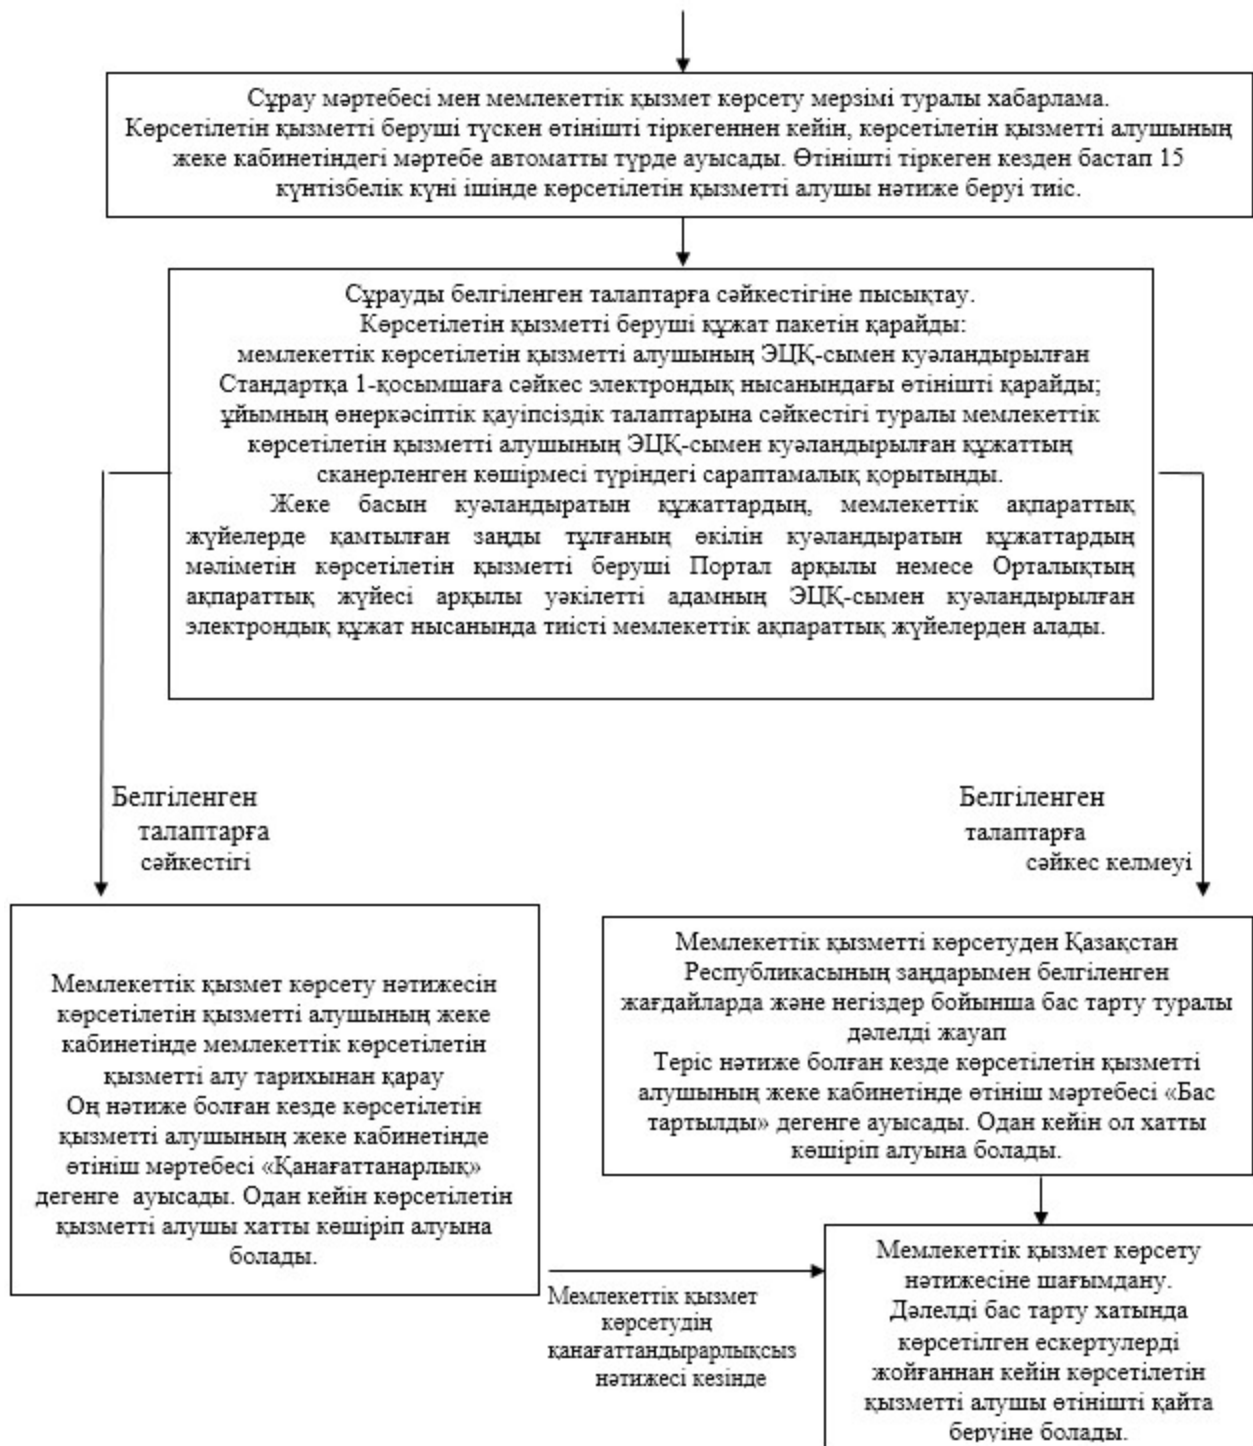 Сұрау мәртебесі мен мемлекеттік қызмет көрсету мерзімі туралы хабарлама.
Көрсетілетін қызметті беруші түскен өтінішті тіркегеннен кейін, көрсетілетін қызметті алушының
жеке кабинетіндегі мәртебе автоматты түрде ауысады. Өтінішті тіркеген кезден бастап 15
күнтізбелік күні ішінде көрсетілетін қызметті алушы нәтиже беруі тиіс.
Сұрауды белгіленген талаптарға сәйкестігіне пысықтау.
Көрсетілетін қызметті беруші құжат пакетін қарайды:
мемлекеттік көрсетілетін қызметті алушының ЭЦҚ-сымен куәландырылған
Стандартқа 1-қосымшаға сәйкес электрондық нысанындағы өтінішті қарайды;
ұйымның өнеркәсіптік қауіпсіздік талаптарына сәйкестігі туралы мемлекеттік
көрсетілетін қызметті алушының ЭЦҚ-сымен куәландырылған құжаттың
сканерленген көшірмесі түріндегі сараптамалық қорытынды.
Жеке басын куәландыратын құжаттардың, мемлекеттік ақпараттық
жүйелерде қамтылған заңды тұлғаның өкілін куәландыратын құжаттардың
мәліметін көрсетілетін қызметті беруші Портал арқылы немесе Орталықтың
ақпараттық жүйесі арқылы уәкілетті адамның ЭЦҚ-сымен куәландырылған
электрондық құжат нысанында тиісті мемлекеттік ақпараттық жүйелерден алады.
Белгіленген
талаптарға
сәйкестігі
Белгіленген
талаптарға
сәйкес келмеуі
Мемлекеттік қызмет көрсету нәтижесін
көрсетілетін қызметті алушының жеке
кабинетінде мемлекеттік көрсетілетін
қызметті алу тарихынан қарау
Оң нәтиже болған кезде көрсетілетін
қызметті алушының жеке кабинетінде
өтініш мәртебесі «Қанағаттанарлық»
дегенге ауысады. Одан кейін көрсетілетін
қызметті алушы хатты көшіріп алуына
болады.
Мемлекеттік қызметті көрсетуден Қазақстан
Республикасының заңдарымен белгіленген
жағдайларда және негіздер бойынша бас тарту туралы
дәлелді жауап
Теріс нәтиже болған кезде көрсетілетін қызметті
алушының жеке кабинетінде өтініш мәртебесі «Бас
тартылды» дегенге ауысады. Одан кейін ол хатты
көшіріп алуына болады.
Мемлекеттік қызмет
көрсетудің
қанағаттандырарлықсыз
нәтижесі кезінде
Мемлекеттік қызмет көрсету
нәтижесіне шағымдану.
Дәлелді бас тарту хатында
көрсетілген ескертулерді
жойғаннан кейін көрсетілетін
қызметті алушы өтінішті қайта
беруіне болады.